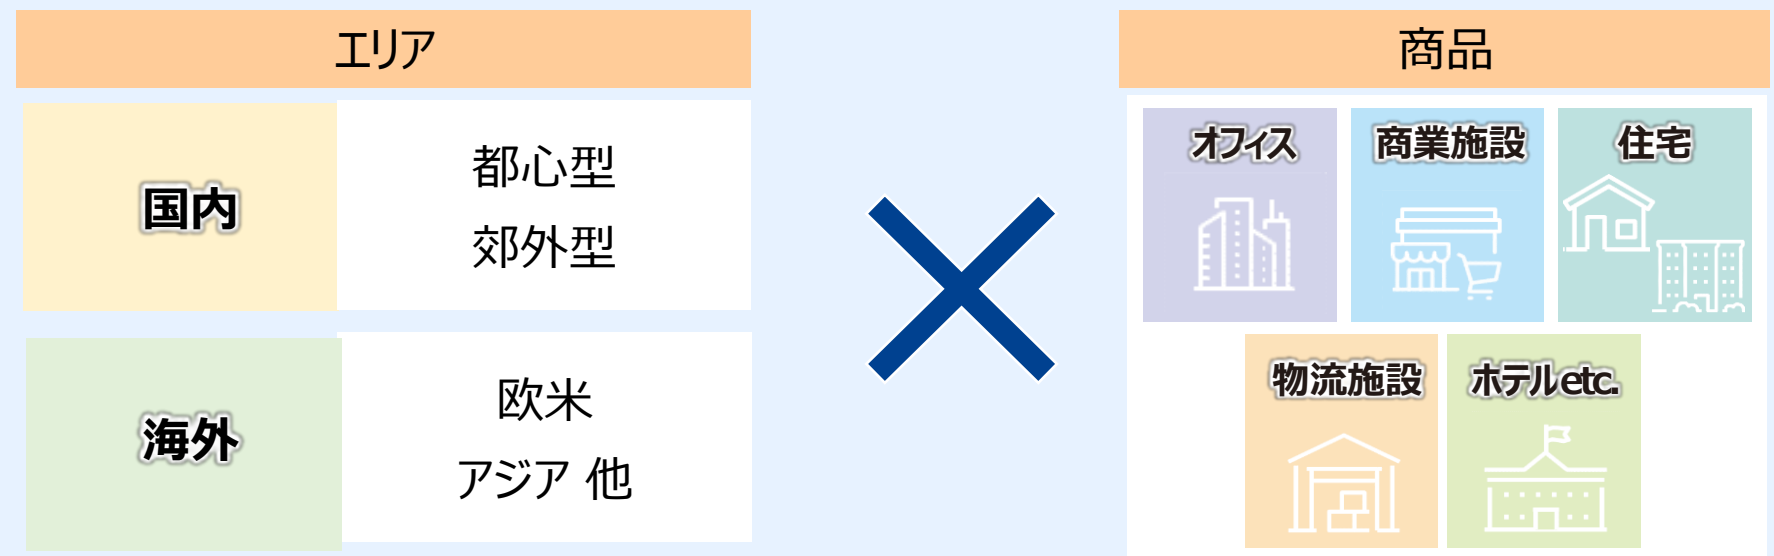 エリア
国内
都心型
郊外型
海外
欧米
アジア 他
商品
オフィス
商業施設
住宅
物流施設
ホテルetc.